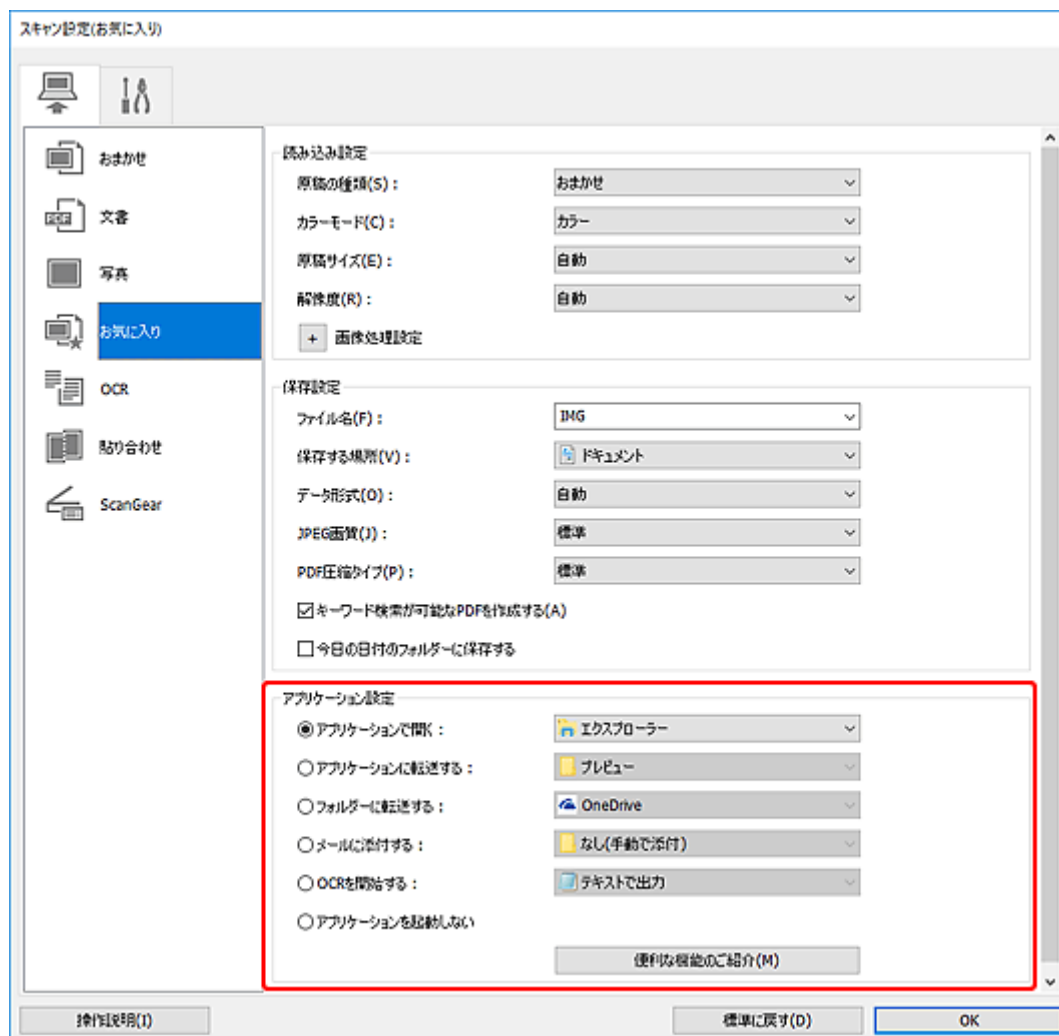 スキャン設定(お気に入り)
おまかせ
文書
写真
お気に入り
OCR
貼り合わせ
ScanGear
読み込み設定
原稿の種類(S)： おまかせ
カラーモード(C)： カラー
原稿サイズ(E)： 自動
解像度(R)： 自動
+ 画像処理設定
保存設定
ファイル名(F)： IMG
保存する場所(V)： ドキュメント
データ形式(O)： 自動
JPEG画質(J)： 標準
PDF圧縮タイプ(P)： 標準
キーワード検索が可能なPDFを作成する(A)
今日の日付のフォルダーに保存する
アプリケーション設定
アプリケーションで開く： エクスプローラー
アプリケーションに転送する： プレビュー
フォルダーに転送する： OneDrive
メールに添付する： なし(手動で添付)
OCRを開始する： テキストで出力
アプリケーションを起動しない
便利な機能のご紹介(M)
操作説明(I) 標準に戻す(D) OK